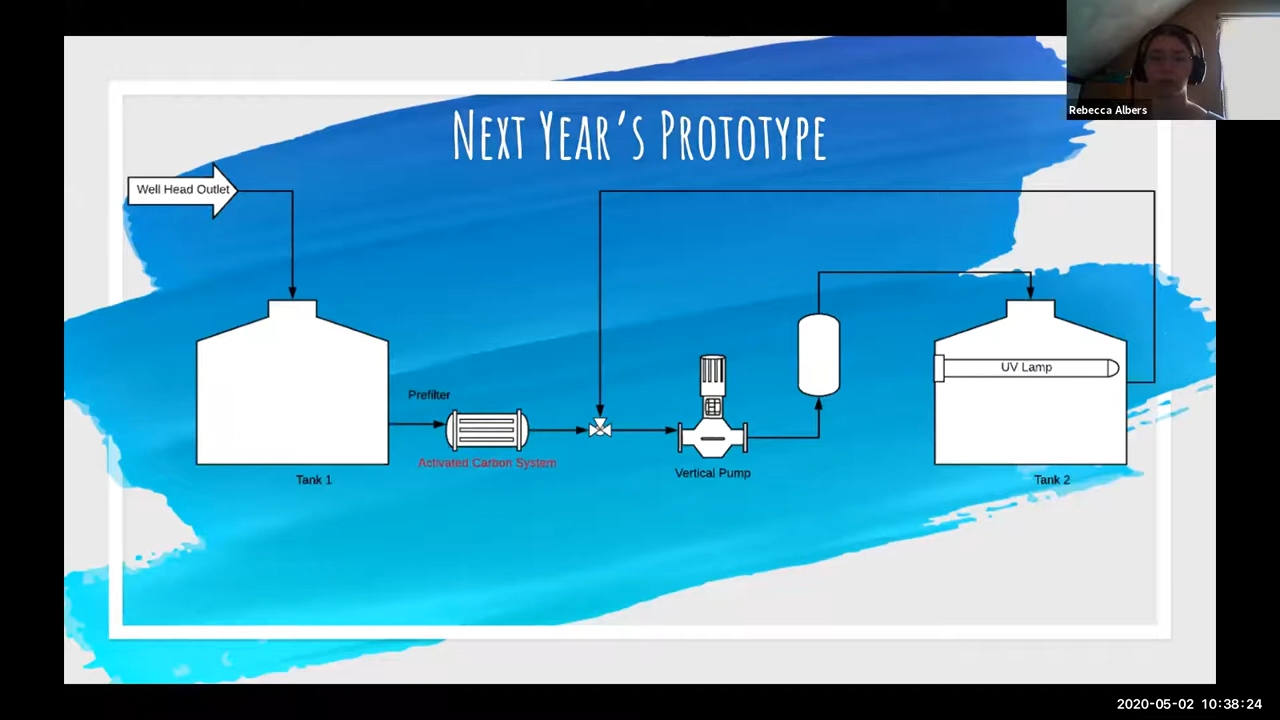 Rebecca Albers
Next Year's Prototype
Well Head Outlet
UV Lamp
Prefilter
Activated Carbon System
Vertical Pump
Tank 1
Tank 2
2020-05-02 10:38:24